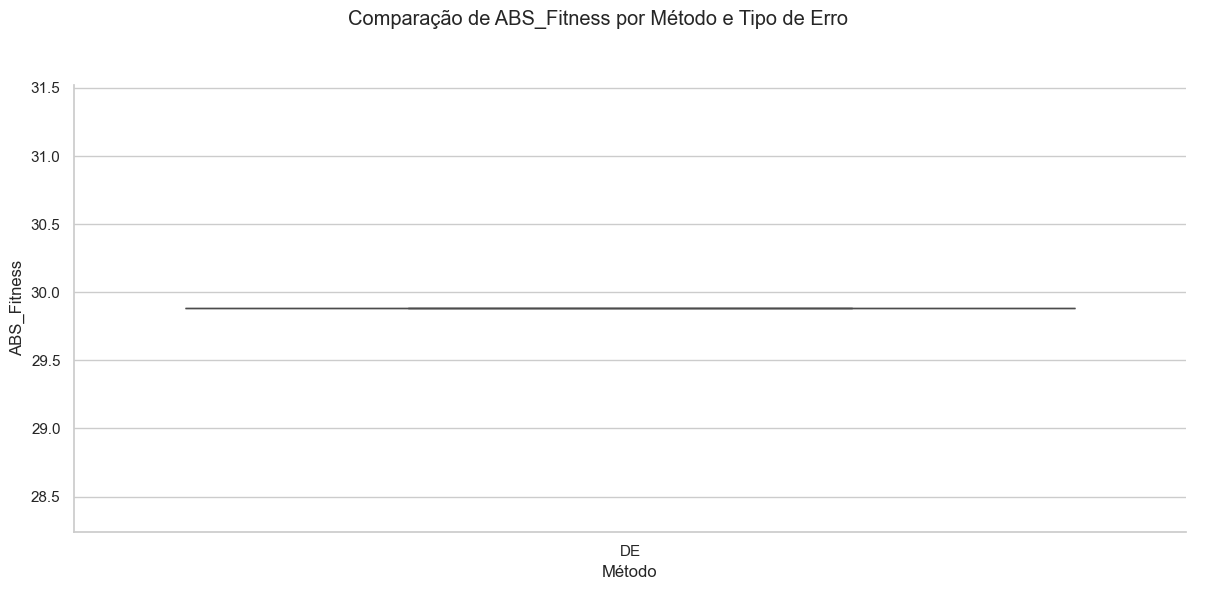 Comparação de ABS_Fitness por Método e Tipo de Erro
31.5
31.0
30.5
30.0
29.5
29.0
28.5
ABS_Fitness
DE
Método